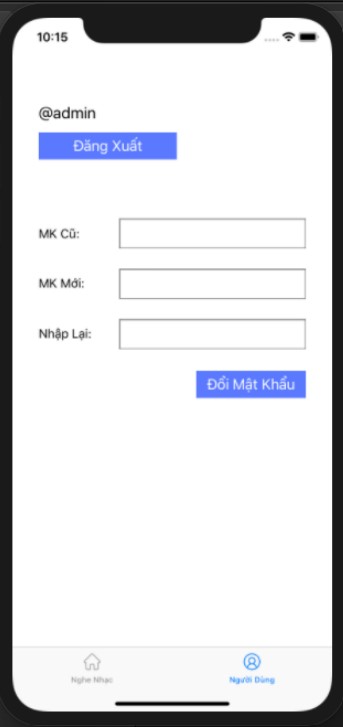 10:15
@admin
Đăng Xuất
MK Cũ:
MK Mới:
Nhập Lại:
Đổi Mật Khẩu
Nghe Nhạc
Người Dùng